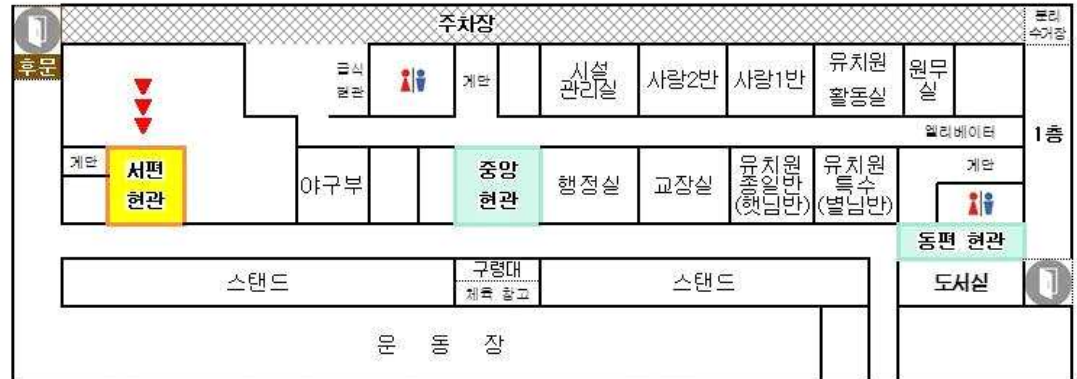 주차장
분리
수거장
후문
급식
현관
계단
시설
관리실
사랑2반
사랑1반
유치원
활동실
원무
실
엘리베이터
1층
계단
서편
현관
야구부
중앙
현관
행정실
교장실
유치원
종일반
(햇님반)
유치원
특수
(별님반)
계단
동편 현관
스탠드
구령대
체육 창고
스탠드
도서실
운 동 장